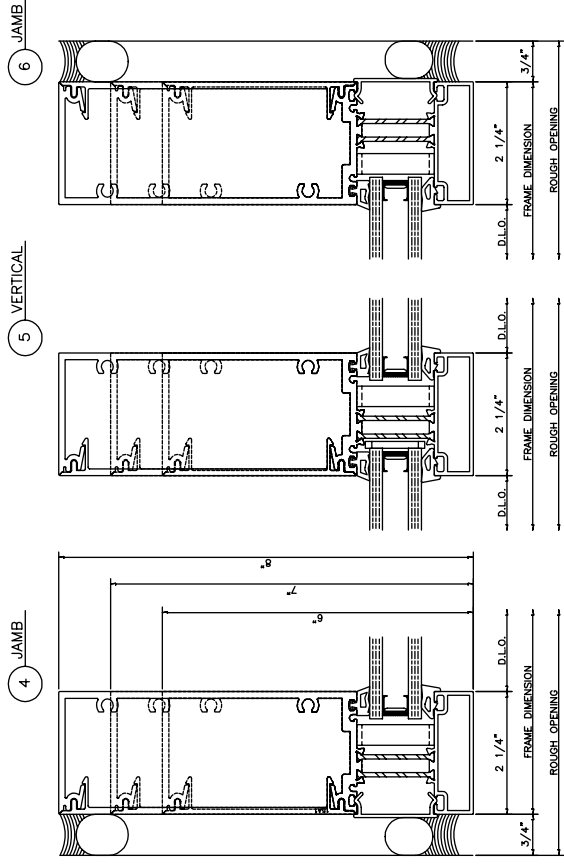 6 JAMB
3/4"
2 1/4"
FRAME DIMENSION
ROUGH OPENING
D.L.O.
5 VERTICAL
D.L.O.
2 1/4"
FRAME DIMENSION
ROUGH OPENING
D.L.O.
4 JAMB
8"
7"
6"
D.L.O.
2 1/4"
FRAME DIMENSION
ROUGH OPENING
3/4"